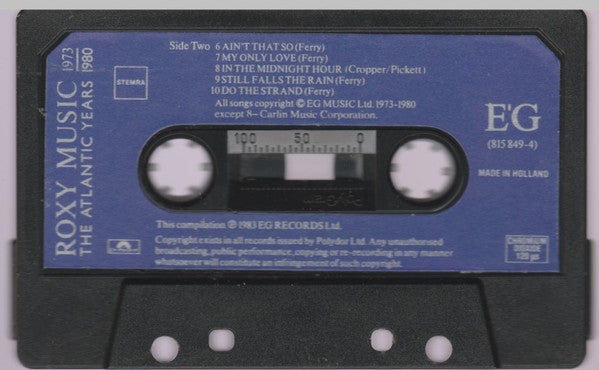 ROXY MUSIC 1973
THE ATLANTIC YEARS 1980
STEMRA
Side Two 6 AIN'T THAT SO (Ferry)
7 MY ONLY LOVE (Ferry)
8 IN THE MIDNIGHT HOUR (Cropper/Pickett)
9 STILL FALLS THE RAIN (Ferry)
10 DO THE STRAND (Ferry)
All songs copyright © EG MUSIC Ltd. 1973-1980
except 8- Carlin Music Corporation.
E'G
(815 849-4)
MADE IN HOLLAND
100 50 0
This compilation ℗ 1983 EG RECORDS Ltd.
Copyright exists in all records issued by Polydor Ltd. Any unauthorised
broadcasting, public performance, copying or re-recording in any manner
whatsoever will constitute an infringement of such copyright.
polydor
CHROMIUM
DIOXIDE
120 µs